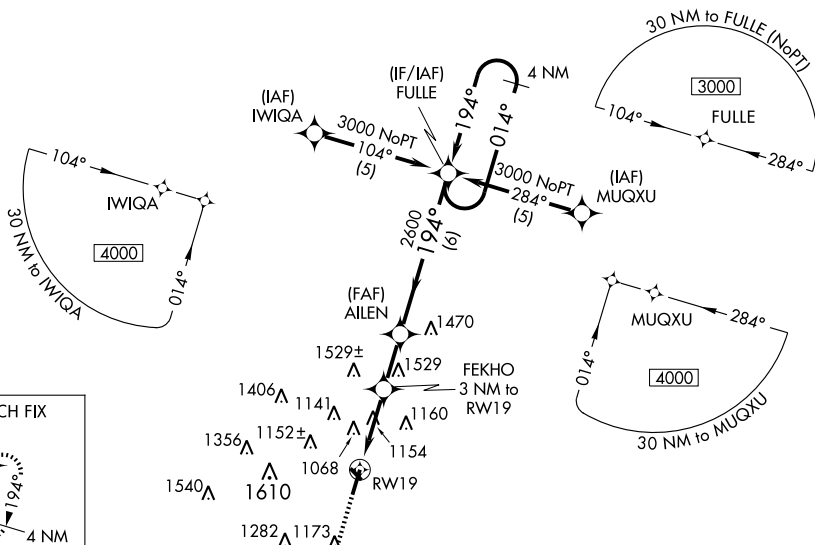 30 NM to FULLE (NoPT)
3000
104°
FULLE
284°
(IF/IAF)
FULLE
4 NM
194°
014°
(IAF)
IWIQA
3000 NoPT
104°
(5)
3000 NoPT
284°
(5)
(IAF)
MUQXU
104°
IWIQA
4000
014°
30 NM to IWIQA
2600
194°
(6)
MUQXU
284°
014°
4000
30 NM to MUQXU
(FAF)
AILEN
1470
1529±
1529
FEKHO
3 NM to
RW19
1406
1141
1160
1356
1152±
1154
1068
RW19
1540
1610
1282
1173
CH FIX
194°
4 NM